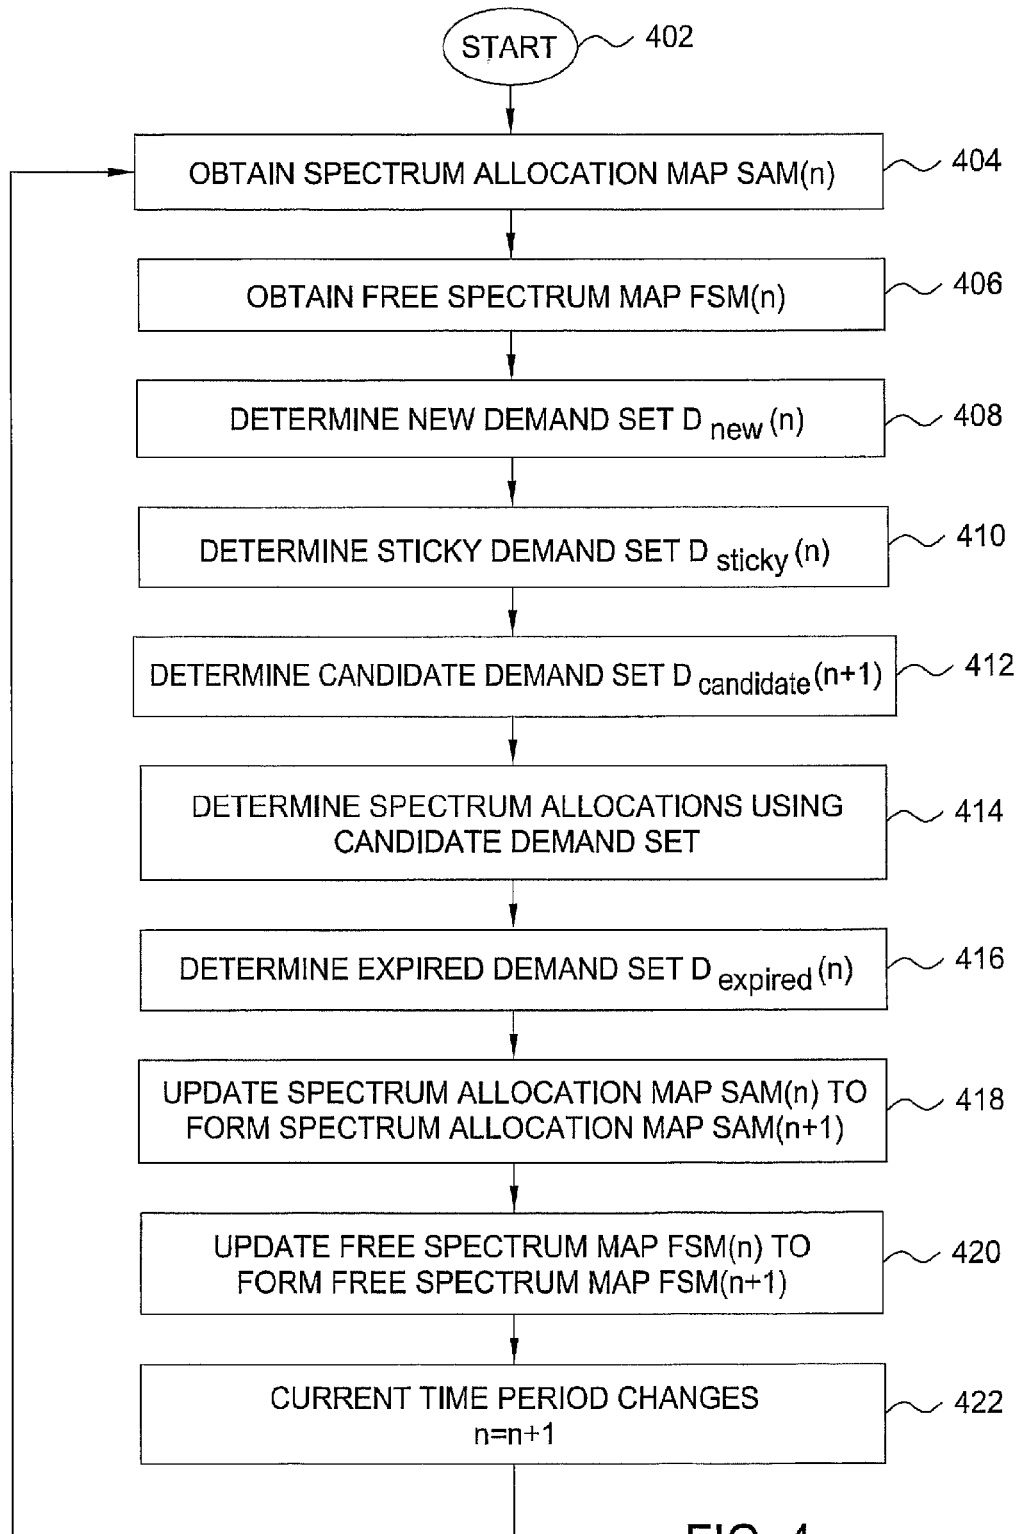 START 402
OBTAIN SPECTRUM ALLOCATION MAP SAM(n) 404
OBTAIN FREE SPECTRUM MAP FSM(n) 406
DETERMINE NEW DEMAND SET D new (n) 408
DETERMINE STICKY DEMAND SET D sticky (n) 410
DETERMINE CANDIDATE DEMAND SET D candidate (n+1) 412
DETERMINE SPECTRUM ALLOCATIONS USING
CANDIDATE DEMAND SET
414
DETERMINE EXPIRED DEMAND SET D expired (n) 416
UPDATE SPECTRUM ALLOCATION MAP SAM(n) TO
FORM SPECTRUM ALLOCATION MAP SAM(n+1)
418
UPDATE FREE SPECTRUM MAP FSM(n) TO
FORM FREE SPECTRUM MAP FSM(n+1)
420
CURRENT TIME PERIOD CHANGES
n=n+1
422
FIG. 4